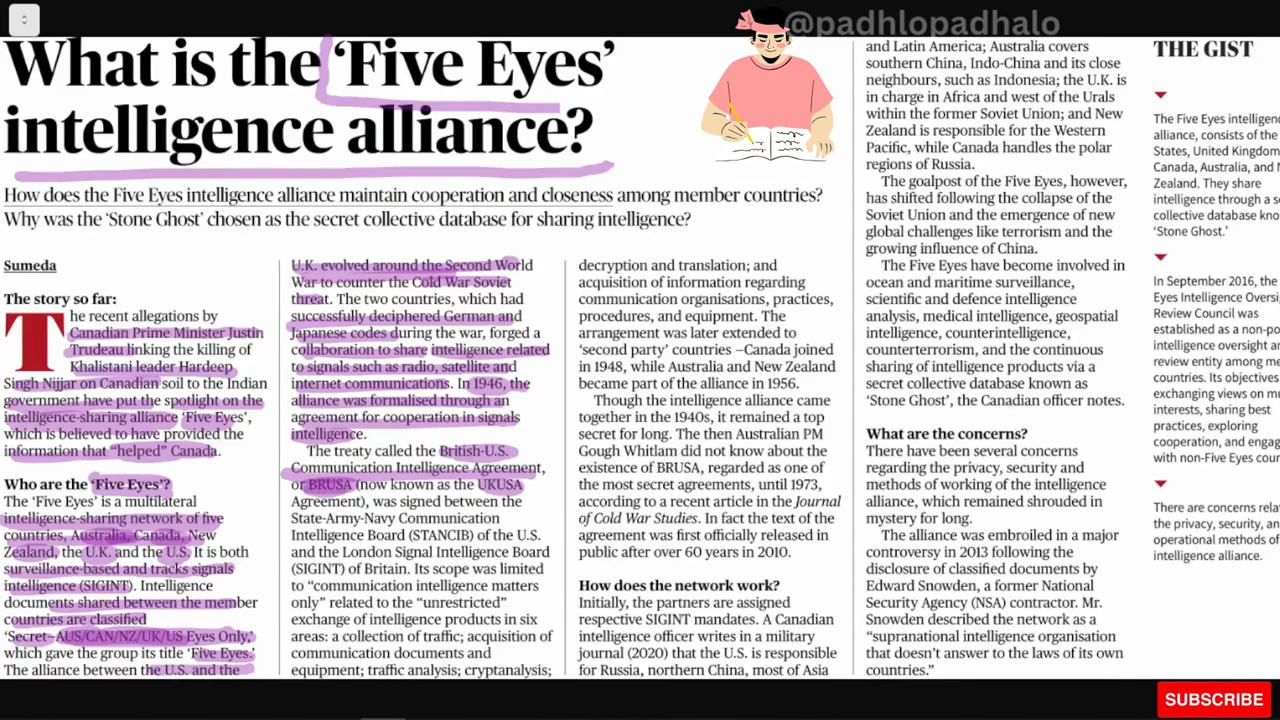 @padhlopadhalo
What is the ‘Five Eyes’
intelligence alliance?
How does the Five Eyes intelligence alliance maintain cooperation and closeness among member countries?
Why was the ‘Stone Ghost’ chosen as the secret collective database for sharing intelligence?
Sumeda
The story so far:
The recent allegations by
Canadian Prime Minister Justin
Trudeau linking the killing of
Khalistani leader Hardeep
Singh Nijjar on Canadian soil to the Indian
government have put the spotlight on the
intelligence-sharing alliance ‘Five Eyes’,
which is believed to have provided the
information that “helped” Canada.
Who are the ‘Five Eyes’?
The ‘Five Eyes’ is a multilateral
intelligence-sharing network of five
countries, Australia, Canada, New
Zealand, the U.K. and the U.S. It is both
surveillance-based and tracks signals
intelligence (SIGINT). Intelligence
documents shared between the member
countries are classified
‘Secret–AUS/CAN/NZ/UK/US Eyes Only,’
which gave the group its title ‘Five Eyes.’
The alliance between the U.S. and the
U.K. evolved around the Second World
War to counter the Cold War Soviet
threat. The two countries, which had
successfully deciphered German and
Japanese codes during the war, forged a
collaboration to share intelligence related
to signals such as radio, satellite and
internet communications. In 1946, the
alliance was formalised through an
agreement for cooperation in signals
intelligence.
The treaty called the British-U.S.
Communication Intelligence Agreement,
or BRUSA (now known as the UKUSA
Agreement), was signed between the
State-Army-Navy Communication
Intelligence Board (STANCIB) of the U.S.
and the London Signal Intelligence Board
(SIGINT) of Britain. Its scope was limited
to “communication intelligence matters
only” related to the “unrestricted”
exchange of intelligence products in six
areas: a collection of traffic; acquisition of
communication documents and
equipment; traffic analysis; cryptanalysis;
decryption and translation; and
acquisition of information regarding
communication organisations, practices,
procedures, and equipment. The
arrangement was later extended to
‘second party’ countries —Canada joined
in 1948, while Australia and New Zealand
became part of the alliance in 1956.
Though the intelligence alliance came
together in the 1940s, it remained a top
secret for long. The then Australian PM
Gough Whitlam did not know about the
existence of BRUSA, regarded as one of
the most secret agreements, until 1973,
according to a recent article in the Journal
of Cold War Studies. In fact the text of the
agreement was first officially released in
public after over 60 years in 2010.
How does the network work?
Initially, the partners are assigned
respective SIGINT mandates. A Canadian
intelligence officer writes in a military
journal (2020) that the U.S. is responsible
for Russia, northern China, most of Asia
and Latin America; Australia covers
southern China, Indo-China and its close
neighbours, such as Indonesia; the U.K. is
in charge in Africa and west of the Urals
within the former Soviet Union; and New
Zealand is responsible for the Western
Pacific, while Canada handles the polar
regions of Russia.
The goalpost of the Five Eyes, however,
has shifted following the collapse of the
Soviet Union and the emergence of new
global challenges like terrorism and the
growing influence of China.
The Five Eyes have become involved in
ocean and maritime surveillance,
scientific and defence intelligence
analysis, medical intelligence, geospatial
intelligence, counterintelligence,
counterterrorism, and the continuous
sharing of intelligence products via a
secret collective database known as
‘Stone Ghost’, the Canadian officer notes.
What are the concerns?
There have been several concerns
regarding the privacy, security and
methods of working of the intelligence
alliance, which remained shrouded in
mystery for long.
The alliance was embroiled in a major
controversy in 2013 following the
disclosure of classified documents by
Edward Snowden, a former National
Security Agency (NSA) contractor. Mr.
Snowden described the network as a
“supranational intelligence organisation
that doesn’t answer to the laws of its own
countries.”
THE GIST
The Five Eyes intelligenc
alliance, consists of the
States, United Kingdom
Canada, Australia, and N
Zealand. They share
intelligence through a s
collective database kno
‘Stone Ghost.’
In September 2016, the
Eyes Intelligence Oversi
Review Council was
established as a non-po
intelligence oversight an
review entity among me
countries. Its objectives
exchanging views on mu
interests, sharing best
practices, exploring
cooperation, and engag
with non-Five Eyes coun
There are concerns rela
the privacy, security, an
operational methods of
intelligence alliance.
SUBSCRIBE